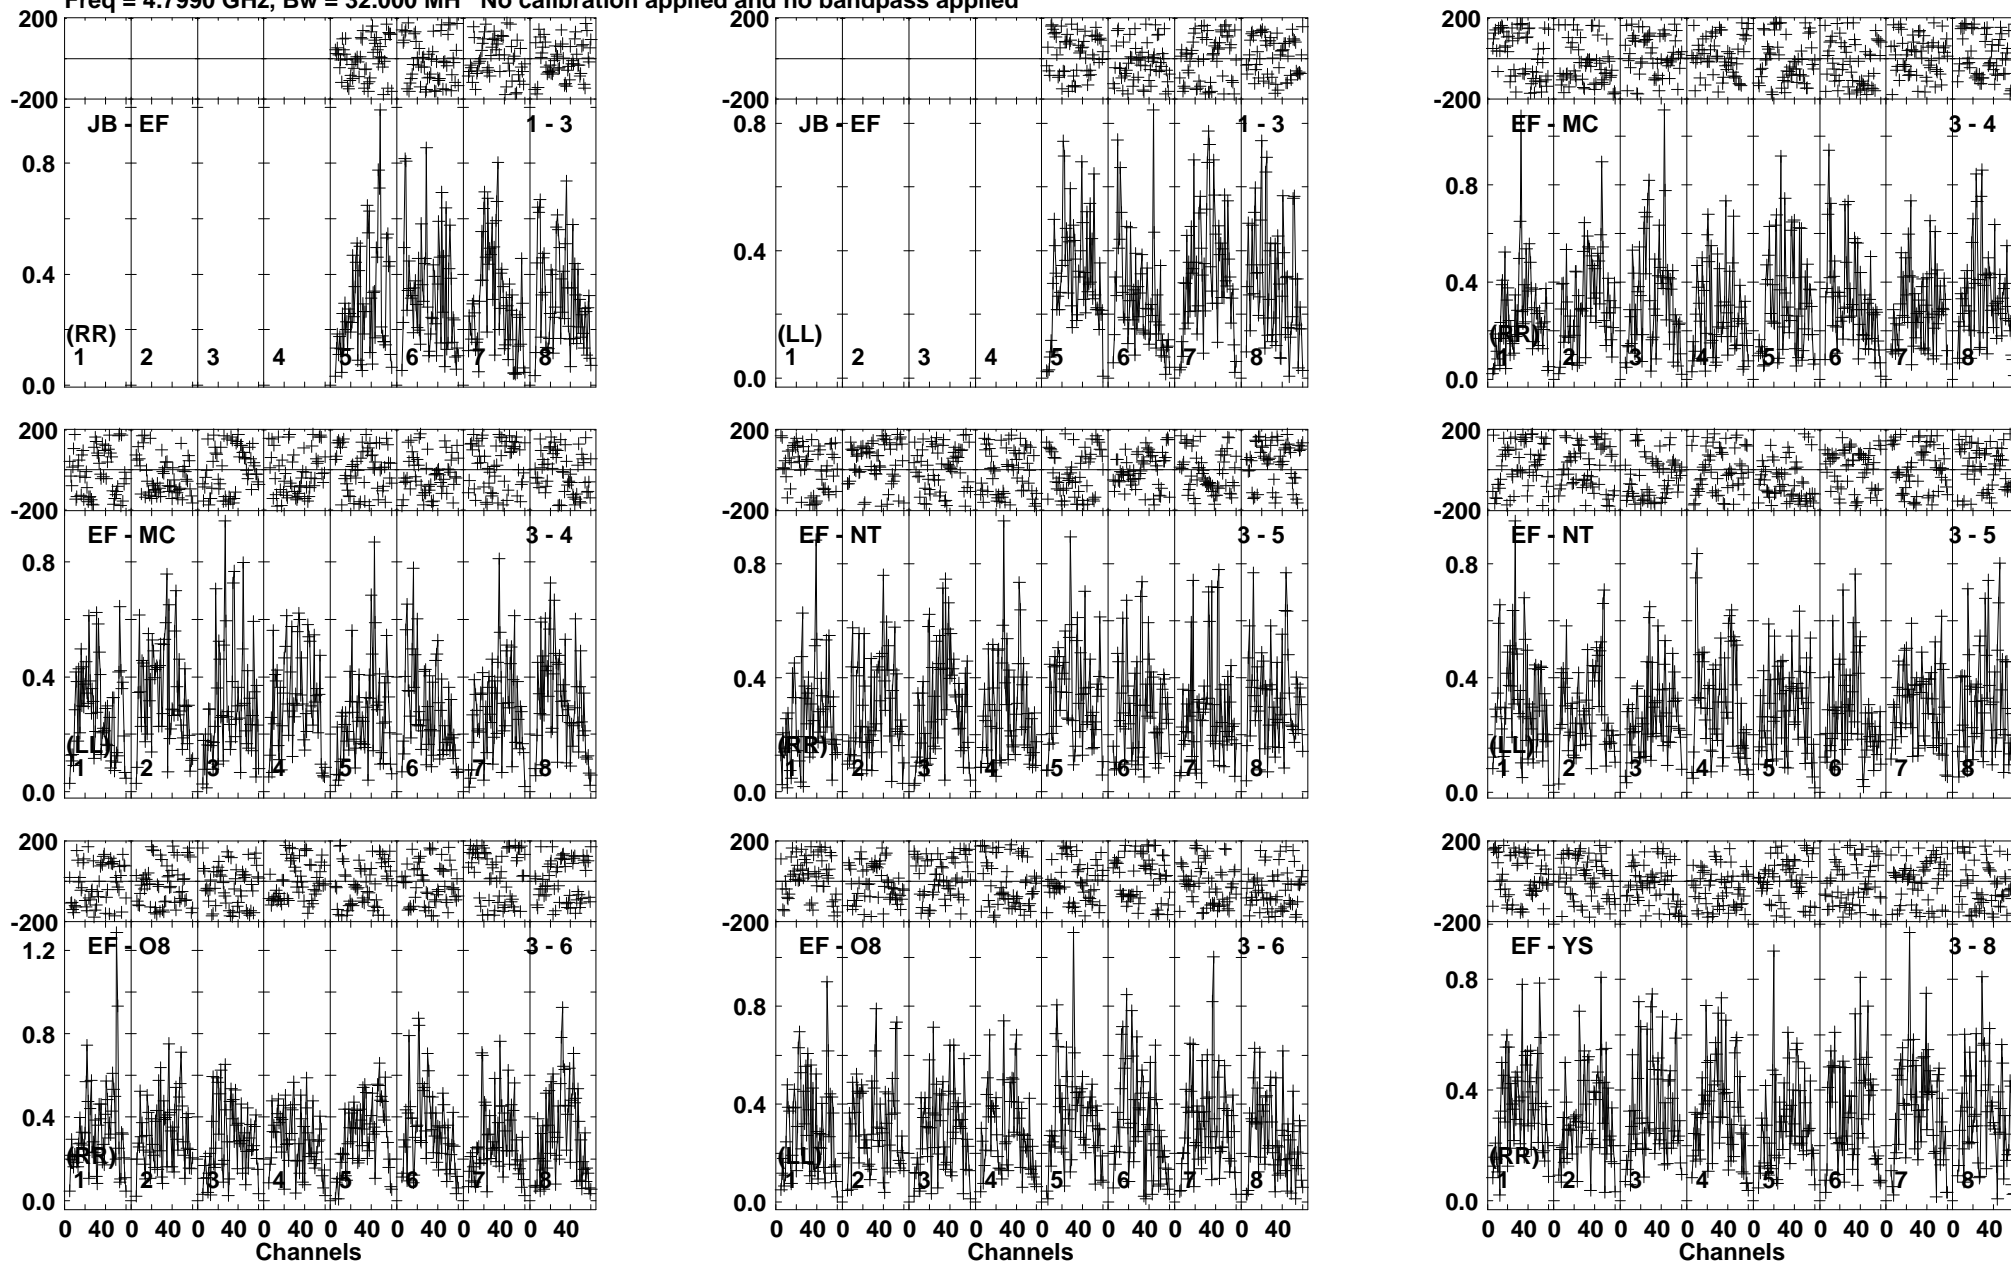 Freq = 4.7990 GHz, Bw = 32.000 MH No calibration applied and no bandpass applied
200 200 200
-200 -200 -200
JB - EF 1 - 3 JB - EF 1 - 3 EF - MC 3 - 4
0.8 0.8 0.8
0.4 0.4 0.4
(RR) (LL) (RR)
1 2 3 4 5 6 7 8 1 2 3 4 5 6 7 8 1 2 3 4 5 6 7 8
0.0 0.0 0.0
200 200 200
-200 -200 -200
EF - MC 3 - 4 EF - NT 3 - 5 EF - NT 3 - 5
0.8 0.8 0.8
0.4 0.4 0.4
(LL) (RR) (LL)
1 2 3 4 5 6 7 8 1 2 3 4 5 6 7 8 1 2 3 4 5 6 7 8
0.0 0.0 0.0
200 200 200
-200 -200 -200
EF - O8 3 - 6 EF - O8 3 - 6 EF - YS 3 - 8
1.2
0.8 0.8 0.8
0.4 0.4 0.4
(RR) (LL) (RR)
1 2 3 4 5 6 7 8 1 2 3 4 5 6 7 8 1 2 3 4 5 6 7 8
0.0 0.0 0.0
0 40 0 40 0 40 0 40 0 40 0 40 0 40 0 40 0 40 0 40 0 40 0 40 0 40 0 40 0 40 0 40 0 40 0 40 0 40 0 40 0 40 0 40 0 40 0 40
Channels Channels Channels